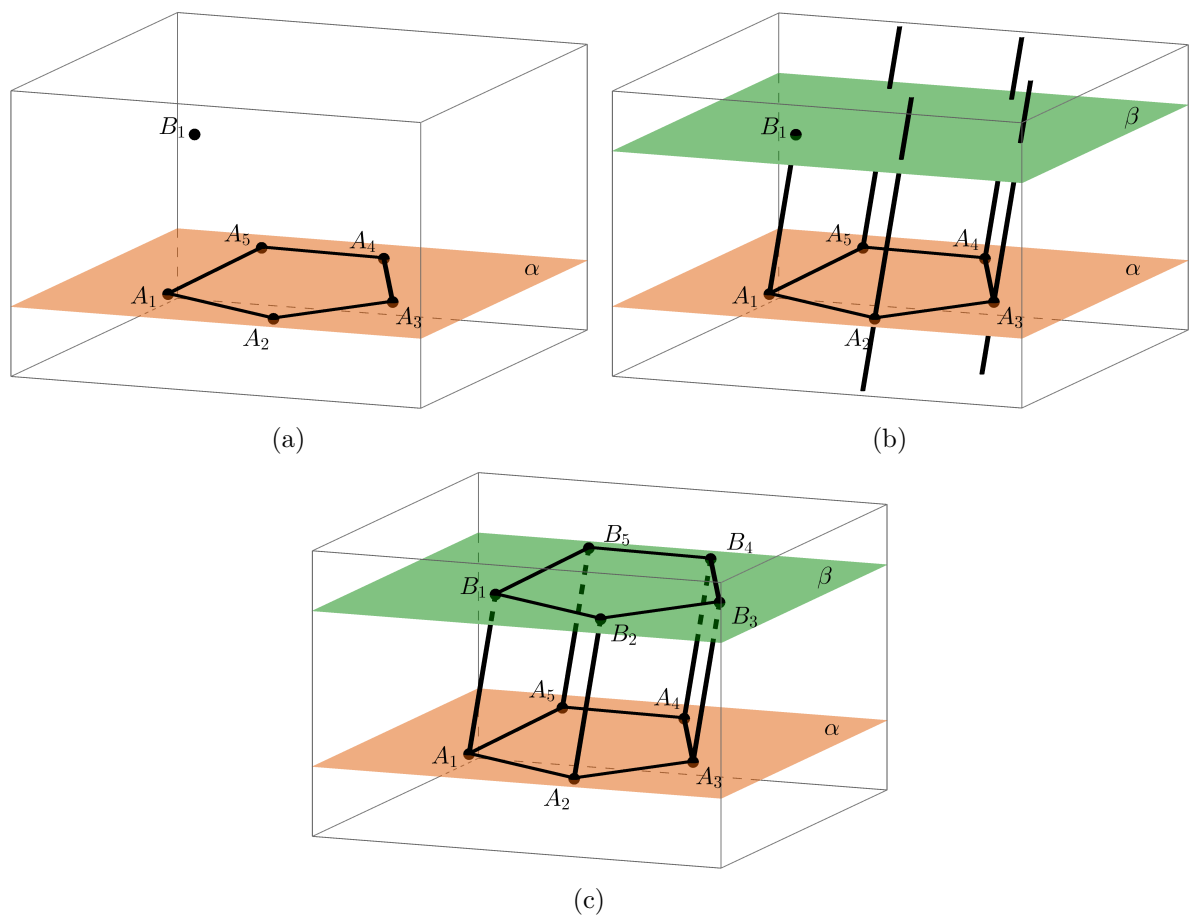 B₁
A₅
A₄
α
A₁
A₃
A₂
(a)
β
B₁
A₅
A₄
α
A₁
A₃
A₂
(b)
B₅
B₄
β
B₁
B₃
B₂
A₅
A₄
α
A₁
A₃
A₂
(c)